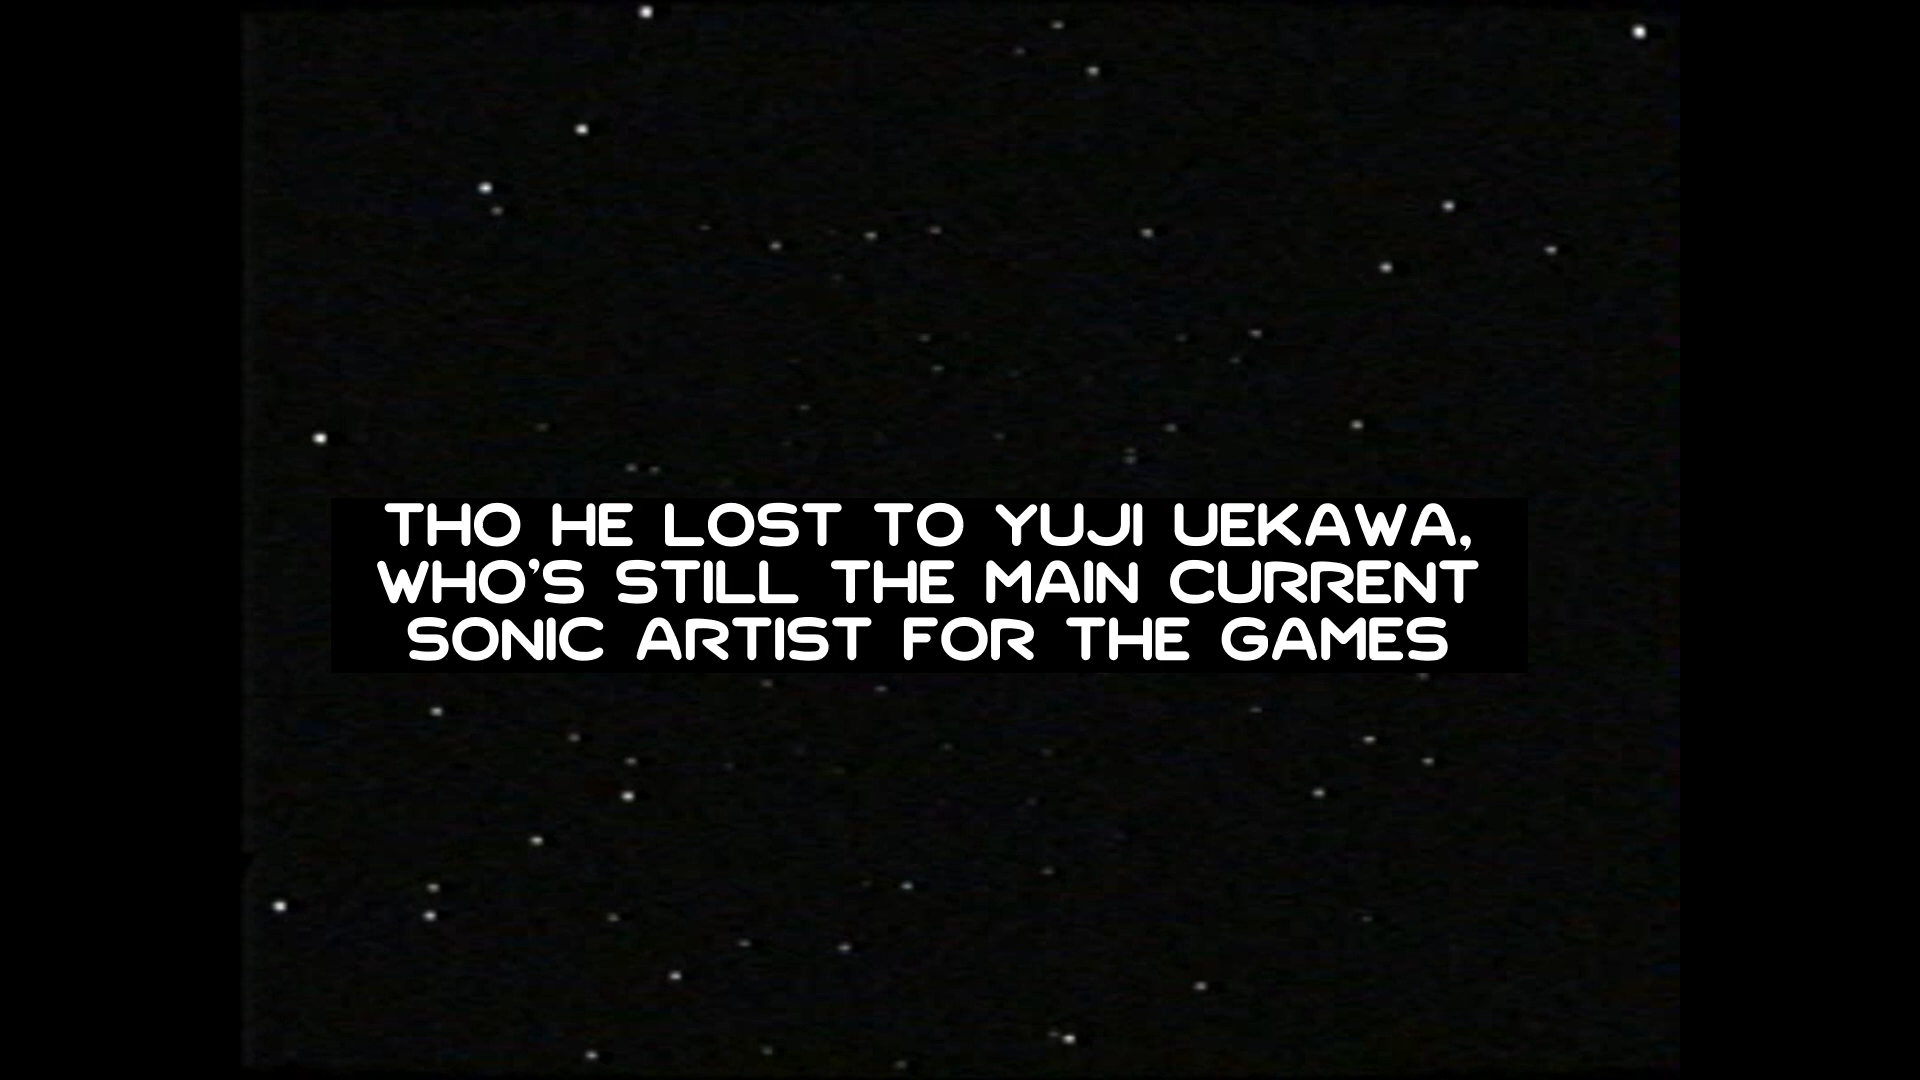 THO HE LOST TO YUJI UEKAWA,
WHO'S STILL THE MAIN CURRENT
SONIC ARTIST FOR THE GAMES